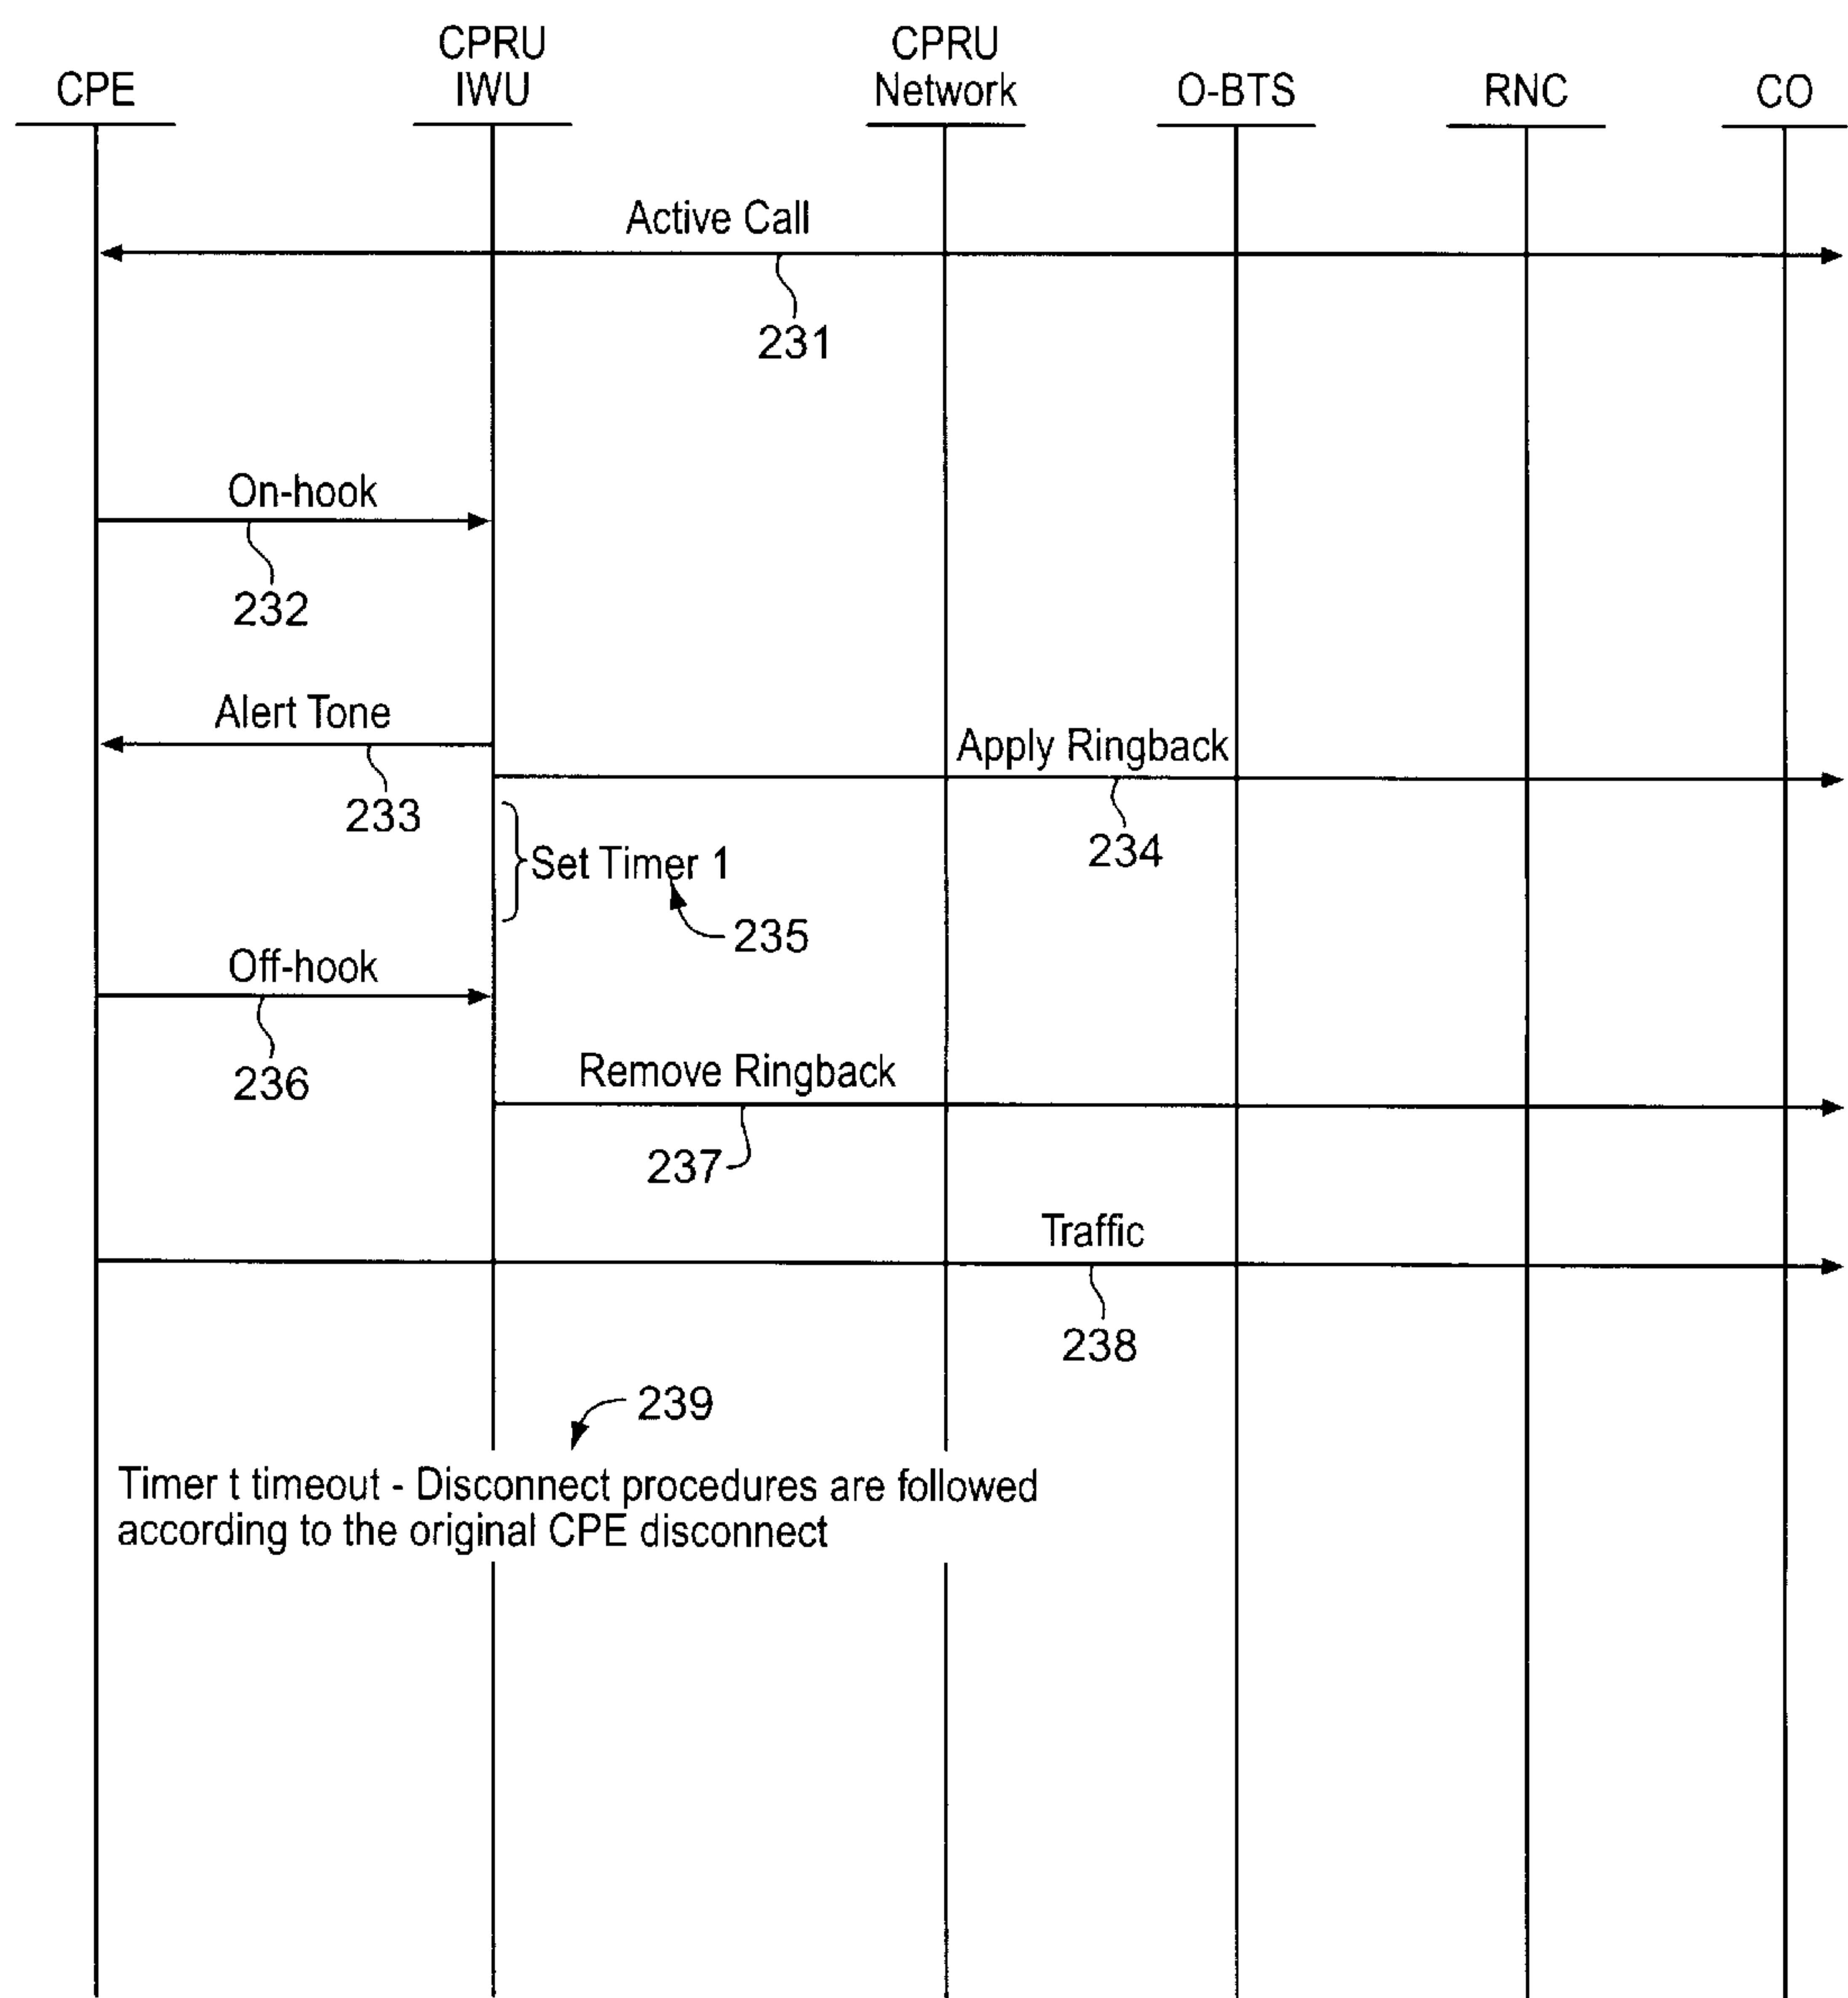 CPE
CPRU
IWU
CPRU
Network
O-BTS
RNC
CO
Active Call
231
On-hook
232
Alert Tone
233
Apply Ringback
234
Set Timer 1
235
Off-hook
236
Remove Ringback
237
Traffic
238
239
Timer t timeout - Disconnect procedures are followed
according to the original CPE disconnect